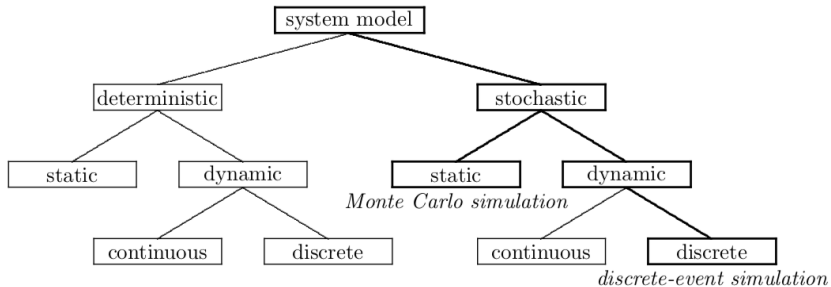 system model
deterministic
stochastic
static
dynamic
static
dynamic
Monte Carlo simulation
continuous
discrete
continuous
discrete
discrete-event simulation